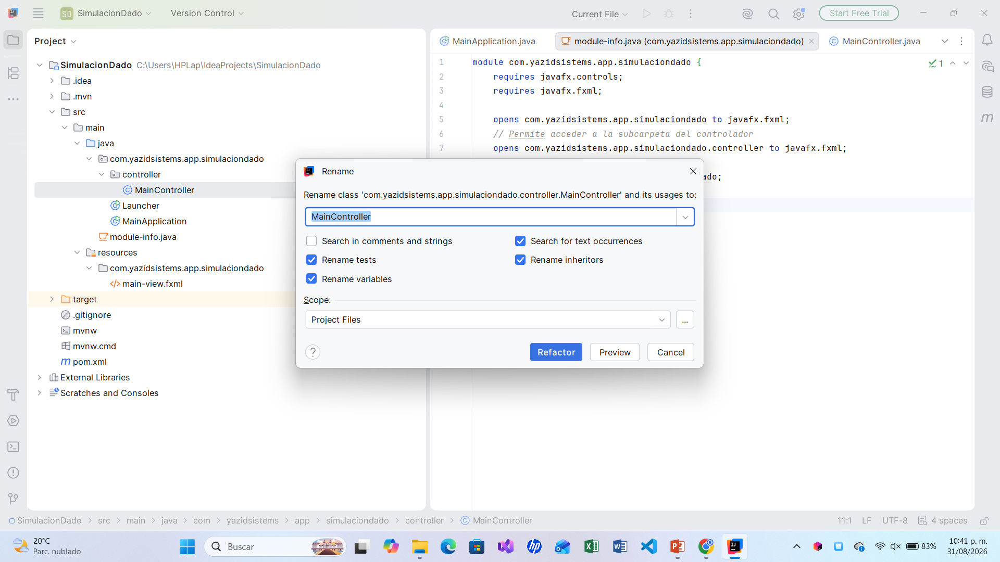 SD SimulacionDado
Version Control
Current File
Start Free Trial
Project
SimulacionDado C:\Users\HPLap\IdeaProjects\SimulacionDado
.idea
.mvn
src
main
java
com.yazidsistems.app.simulaciondado
controller
MainController
Launcher
MainApplication
module-info.java
resources
com.yazidsistems.app.simulaciondado
main-view.fxml
target
.gitignore
mvnw
mvnw.cmd
pom.xml
External Libraries
Scratches and Consoles
MainApplication.java
module-info.java (com.yazidsistems.app.simulaciondado)
MainController.java
1 module com.yazidsistems.app.simulaciondado {
2 requires javafx.controls;
3 requires javafx.fxml;
4
5 opens com.yazidsistems.app.simulaciondado to javafx.fxml;
6 // Permite acceder a la subcarpeta del controlador
7 opens com.yazidsistems.app.simulaciondado.controller to javafx.fxml;
ado;
1
Rename
Rename class 'com.yazidsistems.app.simulaciondado.controller.MainController' and its usages to:
MainController
Search in comments and strings
Search for text occurrences
Rename tests
Rename inheritors
Rename variables
Scope:
Project Files
...
?
Refactor
Preview
Cancel
SimulacionDado > src > main > java > com > yazidsistems > app > simulaciondado > controller > MainController
11:1 LF UTF-8 4 spaces
20°C
Parc. nublado
Buscar
83%
10:41 p. m.
31/08/2026